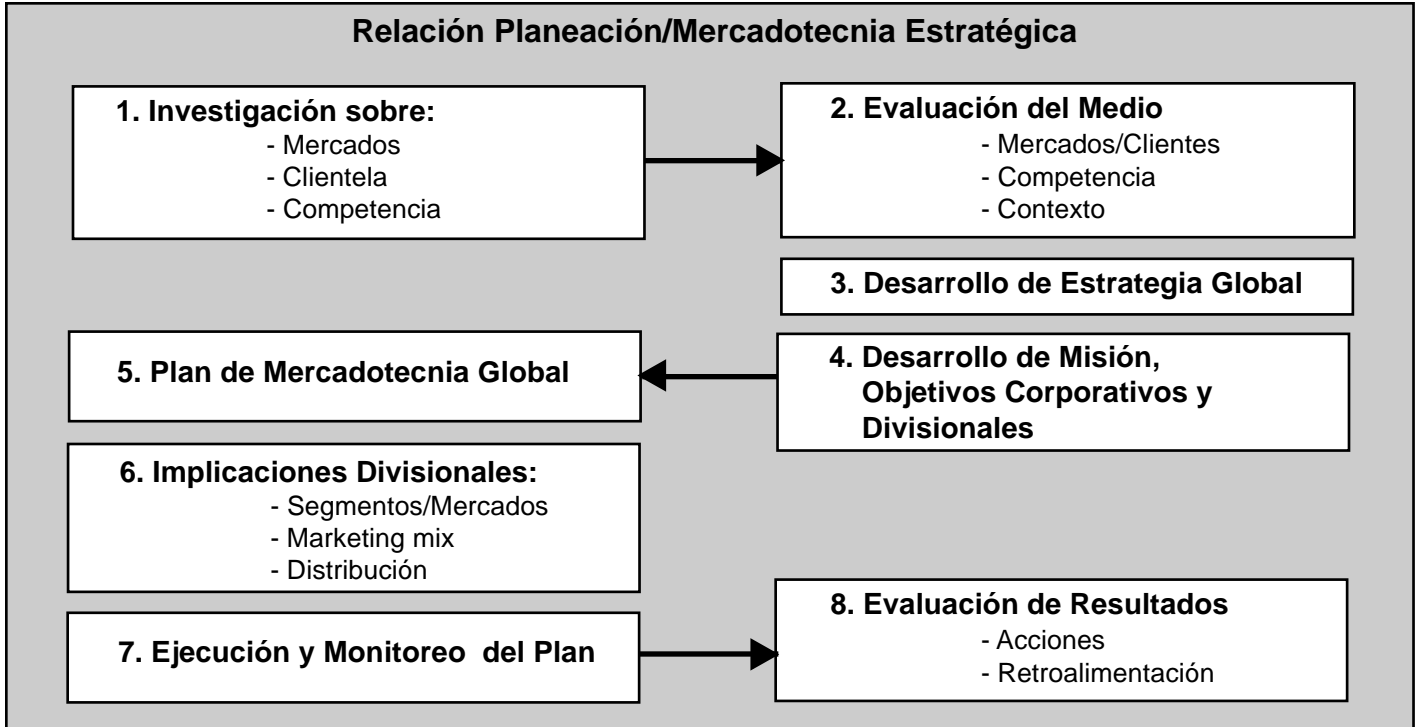 Relación Planeación/Mercadotecnia Estratégica
1. Investigación sobre:
- Mercados
- Clientela
- Competencia
2. Evaluación del Medio
- Mercados/Clientes
- Competencia
- Contexto
3. Desarrollo de Estrategia Global
4. Desarrollo de Misión,
Objetivos Corporativos y
Divisionales
5. Plan de Mercadotecnia Global
6. Implicaciones Divisionales:
- Segmentos/Mercados
- Marketing mix
- Distribución
7. Ejecución y Monitoreo del Plan
8. Evaluación de Resultados
- Acciones
- Retroalimentación